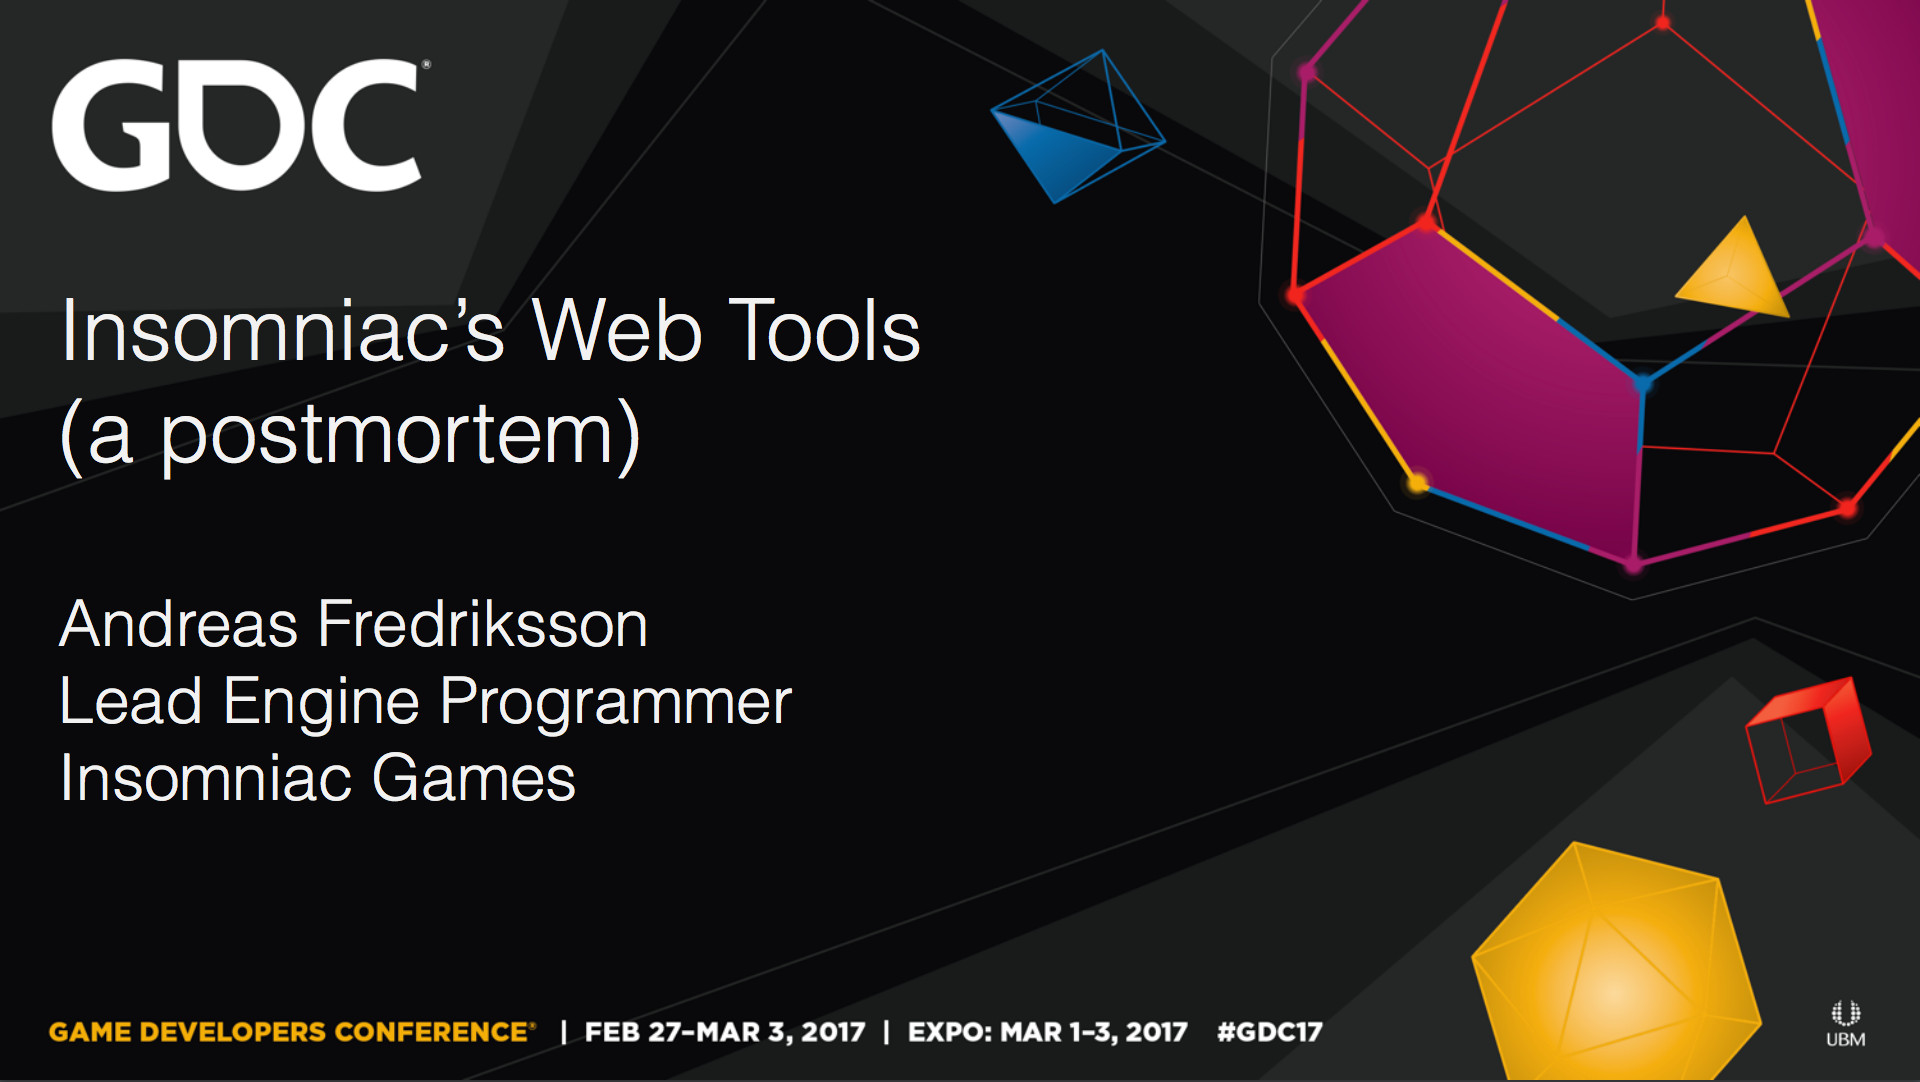 GDC®
Insomniac’s Web Tools
(a postmortem)
Andreas Fredriksson
Lead Engine Programmer
Insomniac Games
GAME DEVELOPERS CONFERENCE® | FEB 27–MAR 3, 2017 | EXPO: MAR 1–3, 2017 #GDC17
UBM